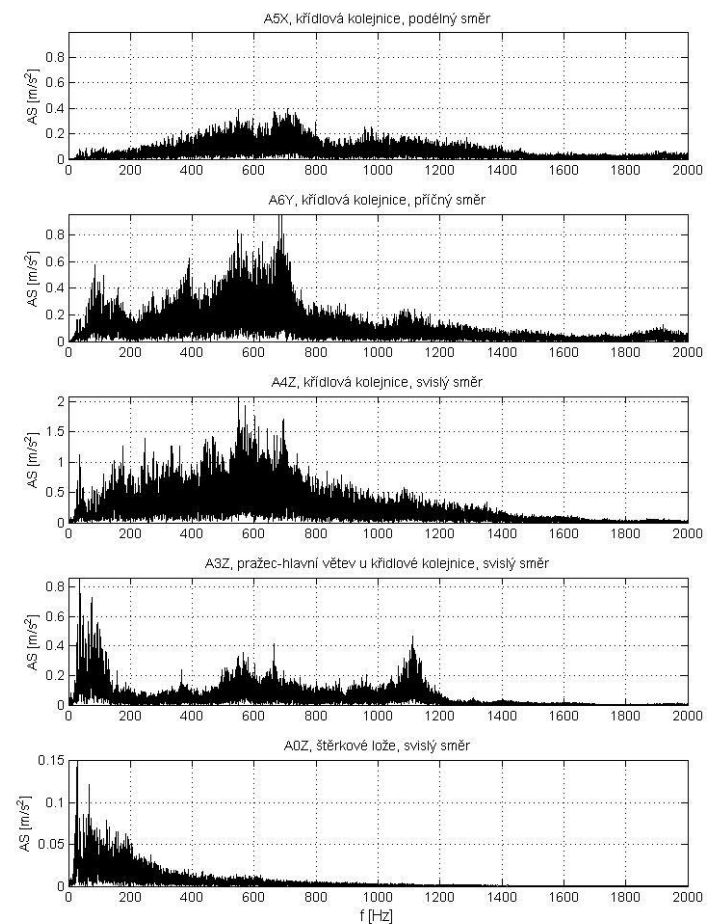 A5X, křídlová kolejnice, podélný směr
0.8
0.6
0.4
0.2
0
AS [m/s²]
0 200 400 600 800 1000 1200 1400 1600 1800 2000
A6Y, křídlová kolejnice, příčný směr
0.8
0.6
0.4
0.2
0
AS [m/s²]
0 200 400 600 800 1000 1200 1400 1600 1800 2000
A4Z, křídlová kolejnice, svislý směr
2
1.5
1
0.5
0
AS [m/s²]
0 200 400 600 800 1000 1200 1400 1600 1800 2000
A3Z, pražec-hlavní větev u křidlové kolejnice, svislý směr
0.8
0.6
0.4
0.2
0
AS [m/s²]
0 200 400 600 800 1000 1200 1400 1600 1800 2000
A0Z, štěrkové lože, svislý směr
0.15
0.1
0.05
0
AS [m/s²]
0 200 400 600 800 1000 1200 1400 1600 1800 2000
f [Hz]